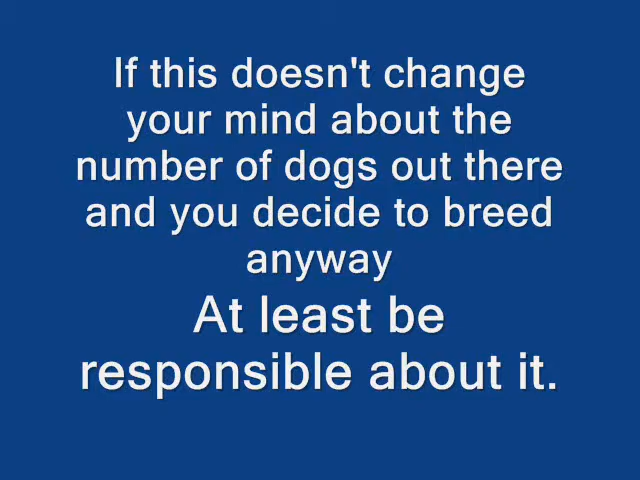 If this doesn't change
your mind about the
number of dogs out there
and you decide to breed
anyway
At least be
responsible about it.